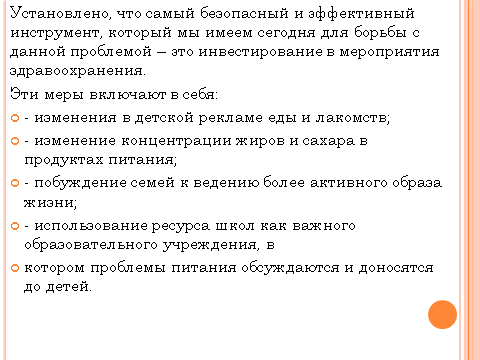 Установлено, что самый безопасный и эффективный
инструмент, который мы имеем сегодня для борьбы с
данной проблемой – это инвестирование в мероприятия
здравоохранения.
Эти меры включают в себя:
- изменения в детской рекламе еды и лакомств;
- изменение концентрации жиров и сахара в
продуктах питания;
- побуждение семей к ведению более активного образа
жизни;
- использование ресурса школ как важного
образовательного учреждения, в
котором проблемы питания обсуждаются и доносятся
до детей.